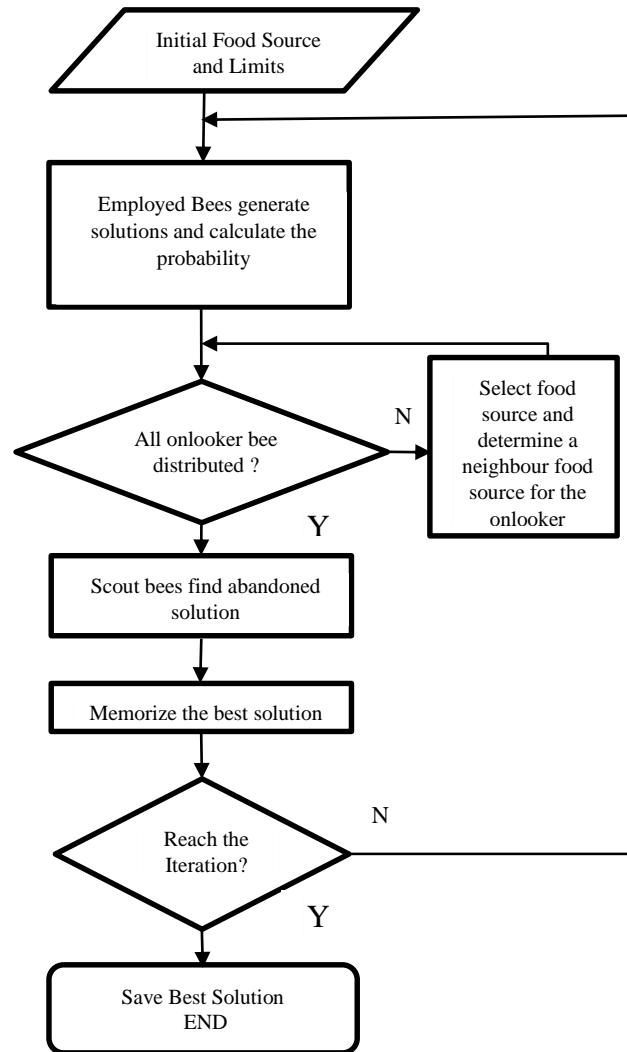 Initial Food Source
and Limits
Employed Bees generate
solutions and calculate the
probability
All onlooker bee
distributed ?
N
Select food
source and
determine a
neighbour food
source for the
onlooker
Y
Scout bees find abandoned
solution
Memorize the best solution
Reach the
Iteration?
N
Y
Save Best Solution
END